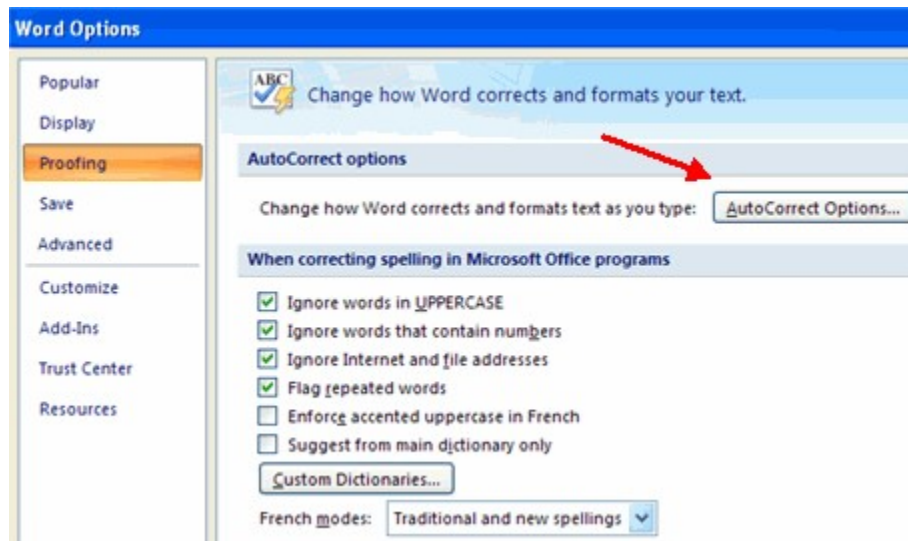 Word Options
Popular
Display
Proofing
Save
Advanced
Customize
Add-Ins
Trust Center
Resources
ABC
Change how Word corrects and formats your text.
AutoCorrect options
Change how Word corrects and formats text as you type: AutoCorrect Options...
When correcting spelling in Microsoft Office programs
Ignore words in UPPERCASE
Ignore words that contain numbers
Ignore Internet and file addresses
Flag repeated words
Enforce accented uppercase in French
Suggest from main dictionary only
Custom Dictionaries...
French modes: Traditional and new spellings